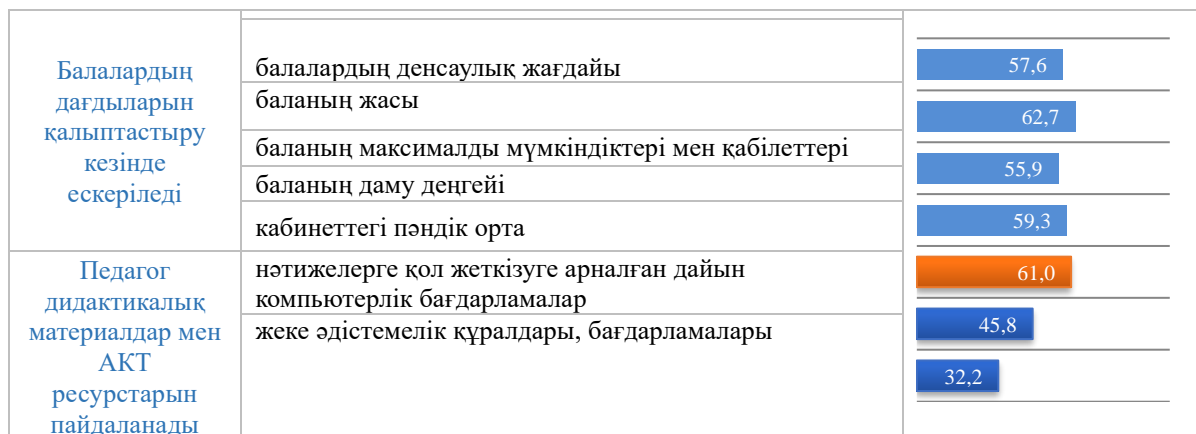 Балалардың
дағдыларын
қалыптастыру
кезінде
ескеріледі
балалардың денсаулық жағдайы
баланың жасы
баланың максималды мүмкіндіктері мен қабілеттері
баланың даму деңгейі
кабинеттегі пәндік орта
57,6
62,7
55,9
59,3
61,0
Педагог
дидактикалық
материалдар мен
АКТ
ресурстарын
пайдаланады
нәтижелерге қол жеткізуге арналған дайын
компьютерлік бағдарламалар
жеке әдістемелік құралдары, бағдарламалары
45,8
32,2